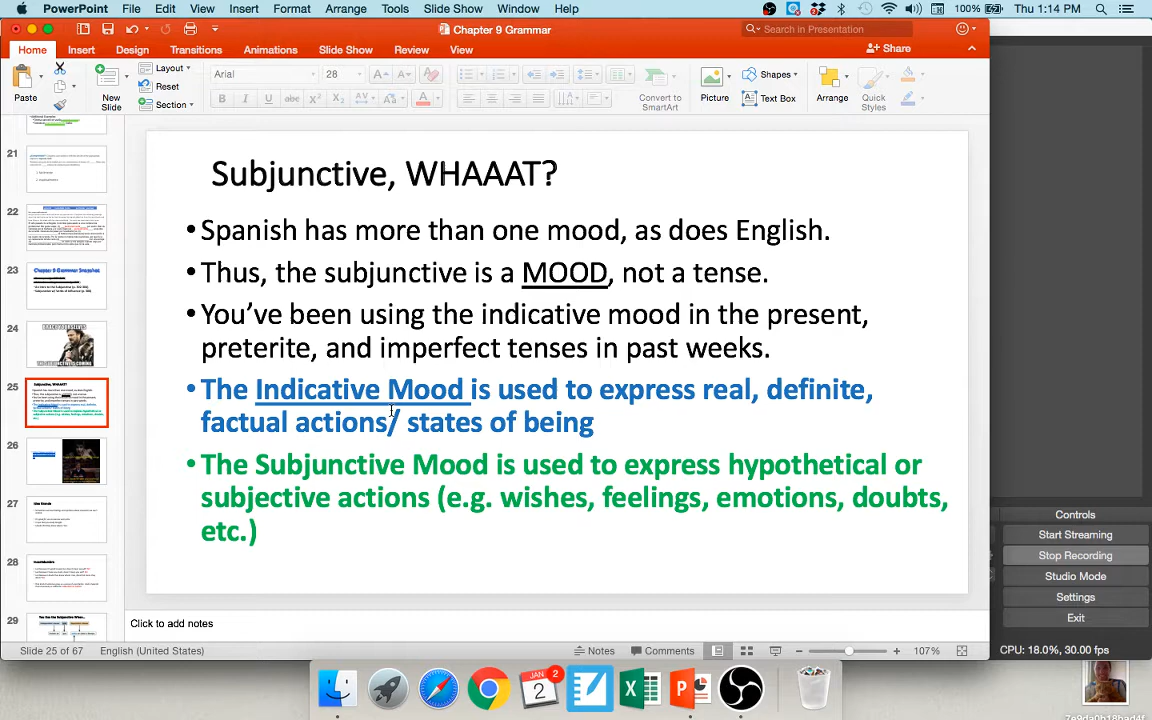 PowerPoint File Edit View Insert Format Arrange Tools Slide Show Window Help 100% Thu 1:14 PM
Chapter 9 Grammar
Search in Presentation
Home Insert Design Transitions Animations Slide Show Review View
Share
Paste
New
Slide
Layout
Reset
Section
Arial 28
Convert to
SmartArt
Picture
Shapes
Text Box
Arrange
Quick
Styles
21
22
23
Chapter 9 Grammar Snapshot
24
25
26
27
28
29
Subjunctive, WHAAAT?
•Spanish has more than one mood, as does English.
•Thus, the subjunctive is a MOOD, not a tense.
•You’ve been using the indicative mood in the present,
preterite, and imperfect tenses in past weeks.
•The Indicative Mood is used to express real, definite,
factual actions/ states of being
•The Subjunctive Mood is used to express hypothetical or
subjective actions (e.g. wishes, feelings, emotions, doubts,
etc.)
Click to add notes
Slide 25 of 67 English (United States) Notes Comments 107%
Controls
Start Streaming
Stop Recording
Studio Mode
Settings
Exit
CPU: 18.0%, 30.00 fps
JAN
2
2